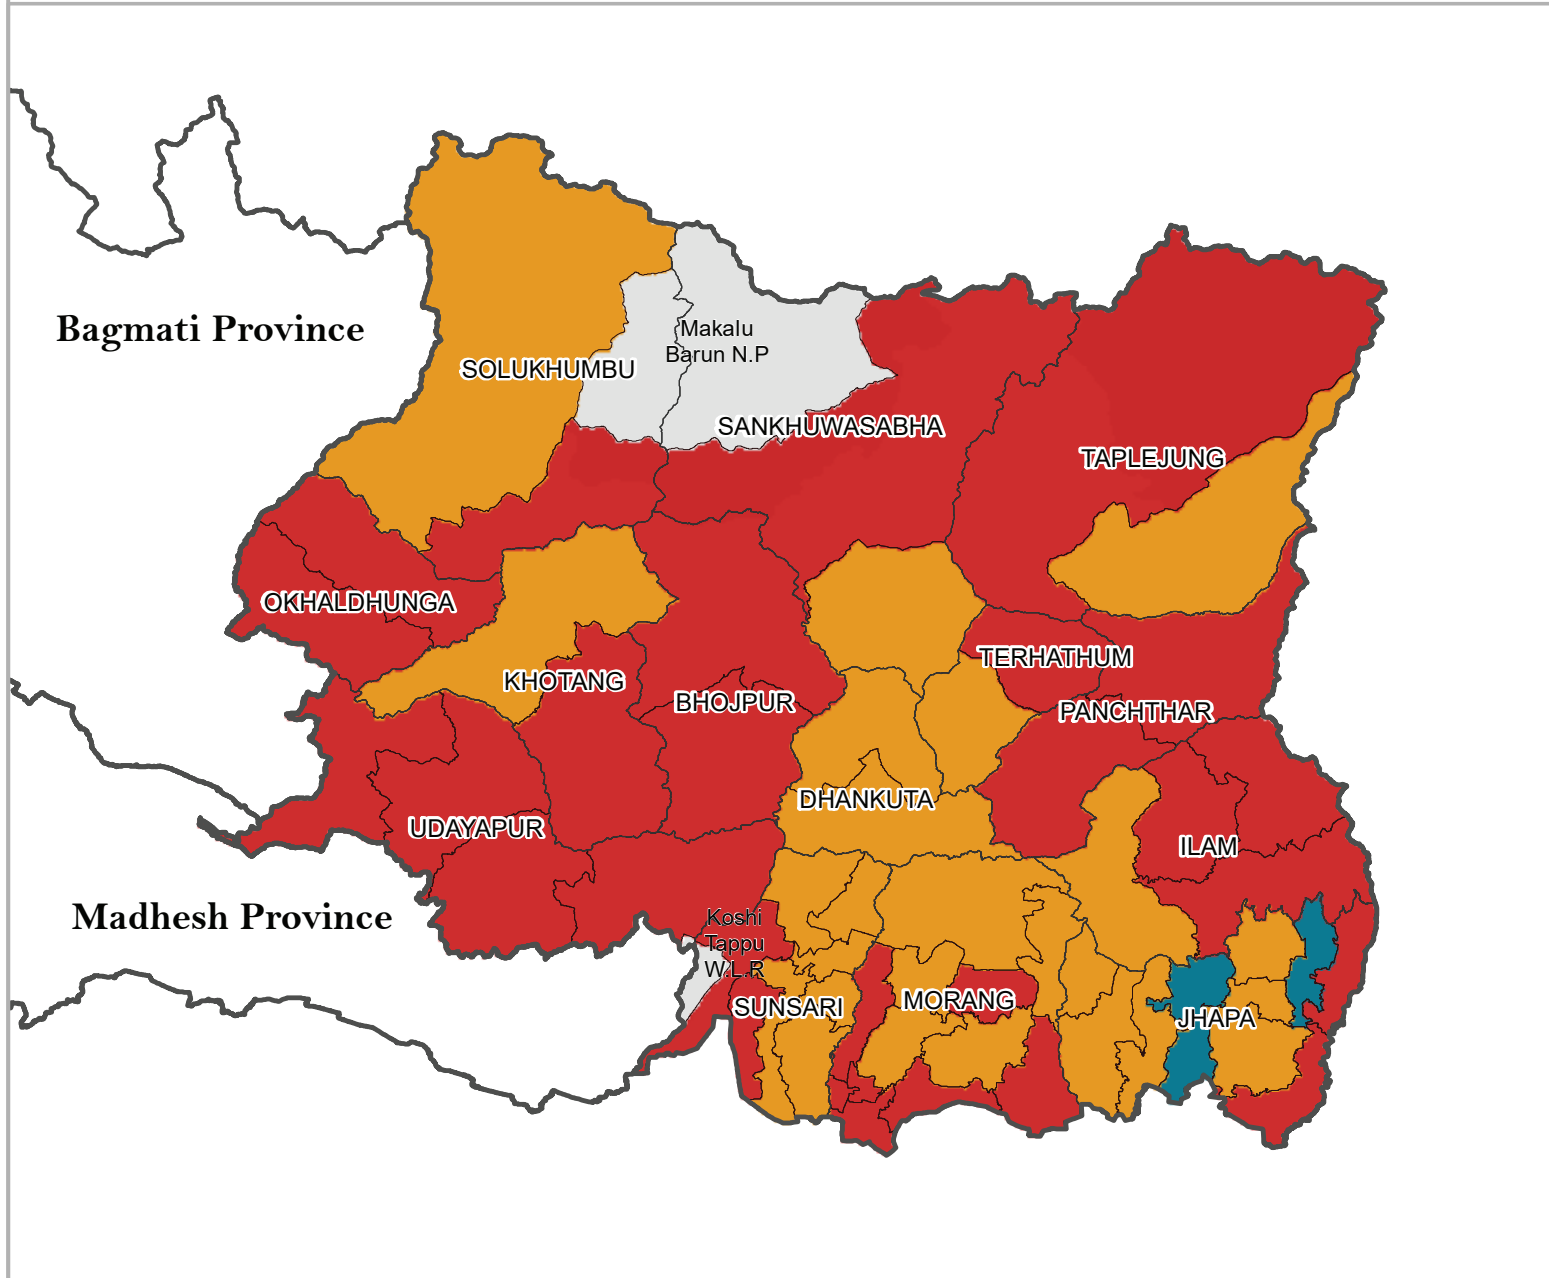 Makalu
Barun N.P
Bagmati Province
SOLUKHUMBU
SANKHUWASABHA
TAPLEJUNG
OKHALDHUNGA
TERHATHUM
KHOTANG
BHOJPUR
PANCHTHAR
DHANKUTA
UDAYAPUR
ILAM
Madhesh Province
Koshi
Tappu
W.L.R
SUNSARI
MORANG
JHAPA